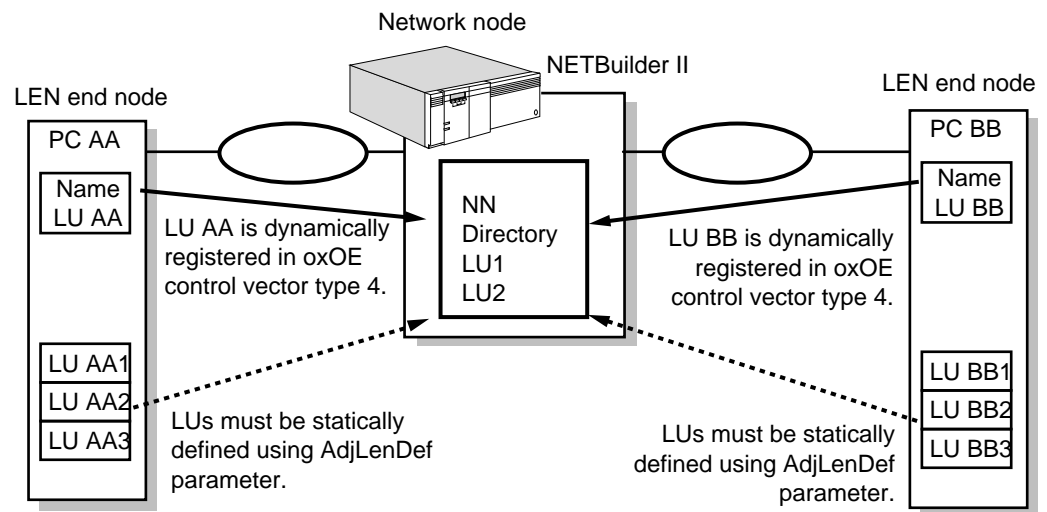 Network node
NETBuilder II
LEN end node
PC AA
Name
LU AA
LU AA is dynamically
registered in oxOE
control vector type 4.
LU AA1
LU AA2
LU AA3
LUs must be statically
defined using AdjLenDef
parameter.
NN
Directory
LU1
LU2
LEN end node
PC BB
Name
LU BB
LU BB is dynamically
registered in oxOE
control vector type 4.
LU BB1
LU BB2
LU BB3
LUs must be statically
defined using AdjLenDef
parameter.